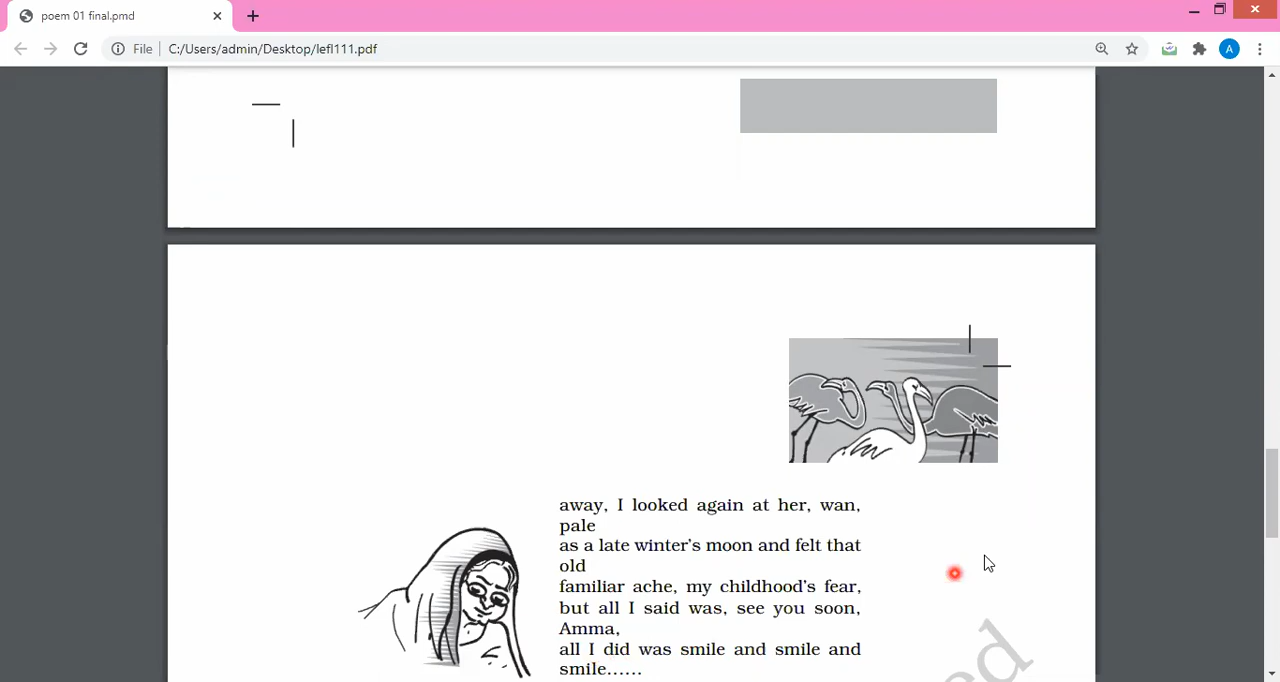 poem 01 final.pmd
File
C:/Users/admin/Desktop/lefl111.pdf
A
away, I looked again at her, wan,
pale
as a late winter's moon and felt that
old
familiar ache, my childhood's fear,
but all I said was, see you soon,
Amma,
all I did was smile and smile and
smile......
ed